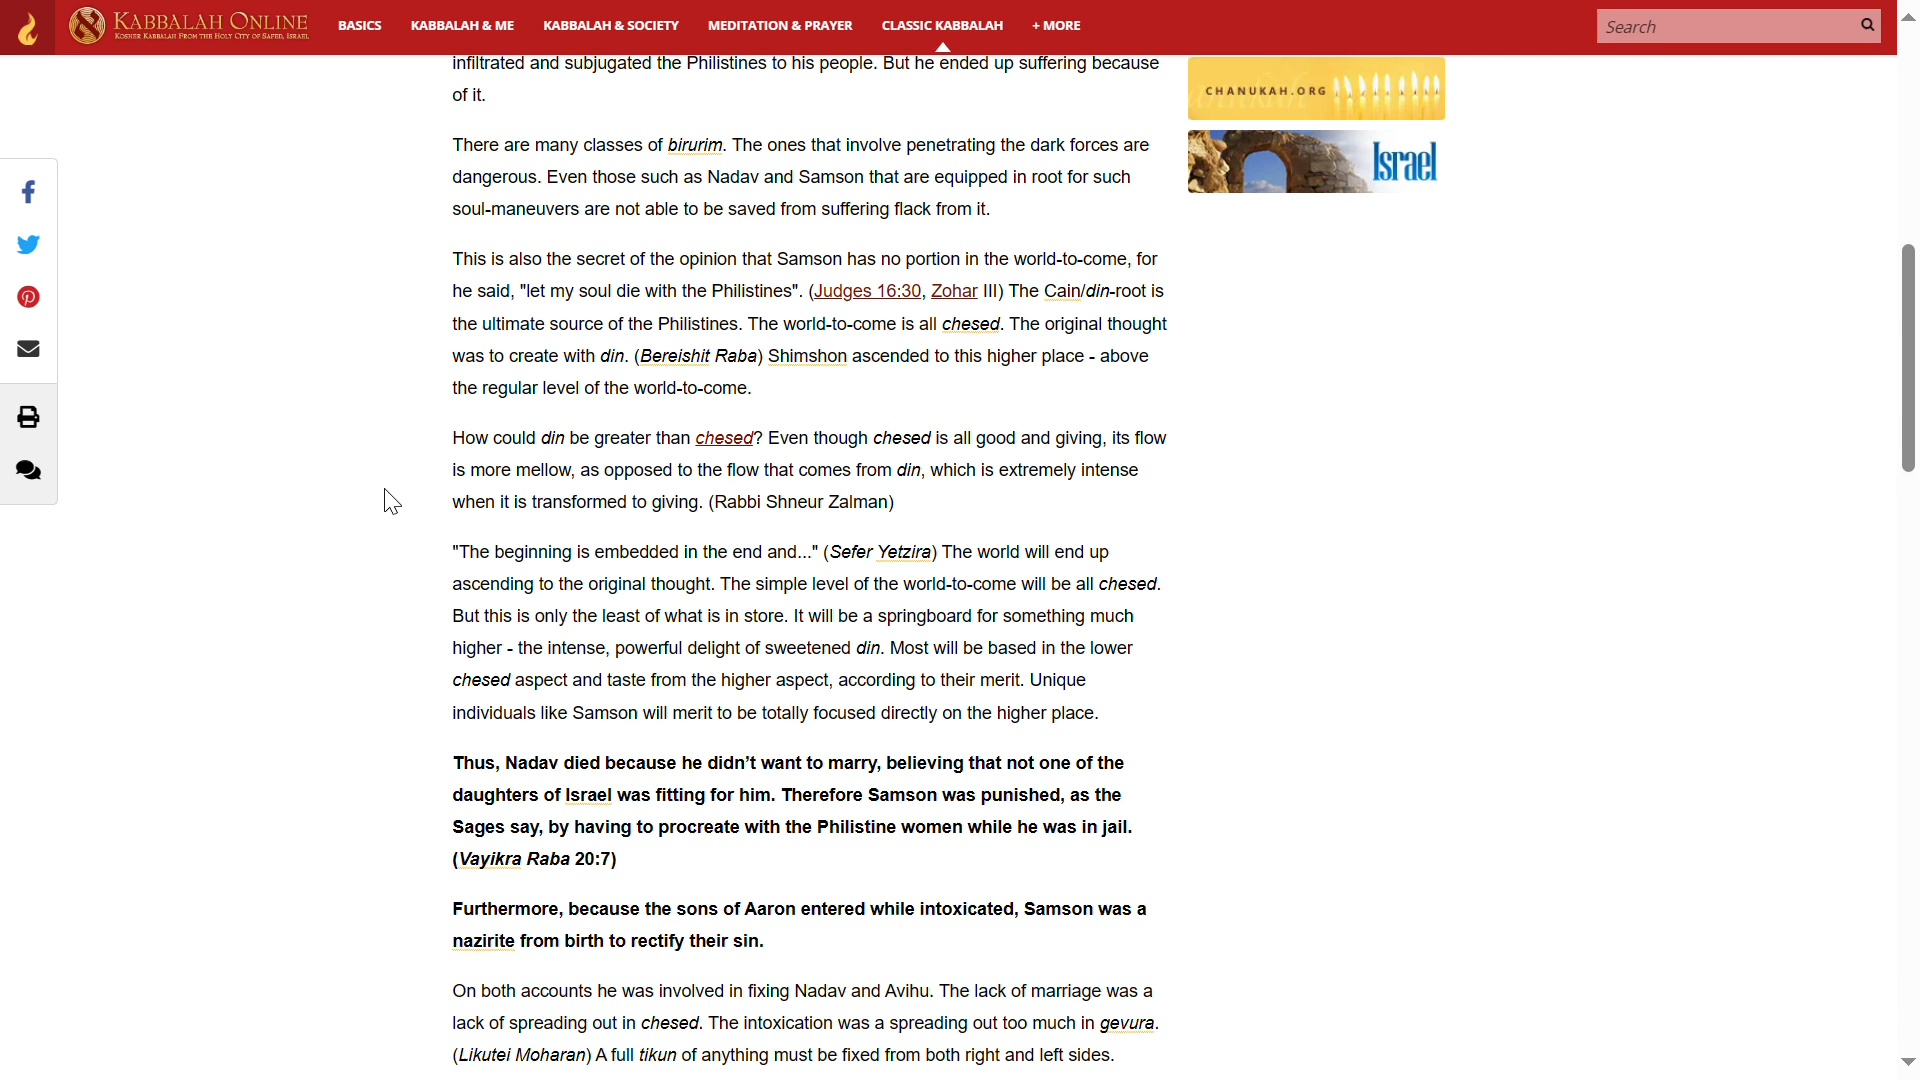 KABBALAH ONLINE
KOSHER KABBALAH FROM THE HOLY CITY OF SAFED, ISRAEL
BASICS
KABBALAH & ME
KABBALAH & SOCIETY
MEDITATION & PRAYER
CLASSIC KABBALAH
+ MORE
Search
infiltrated and subjugated the Philistines to his people. But he ended up suffering because
of it.
There are many classes of birurim. The ones that involve penetrating the dark forces are
dangerous. Even those such as Nadav and Samson that are equipped in root for such
soul-maneuvers are not able to be saved from suffering flack from it.
This is also the secret of the opinion that Samson has no portion in the world-to-come, for
he said, "let my soul die with the Philistines". (Judges 16:30, Zohar III) The Cain/din-root is
the ultimate source of the Philistines. The world-to-come is all chesed. The original thought
was to create with din. (Bereishit Raba) Shimshon ascended to this higher place - above
the regular level of the world-to-come.
How could din be greater than chesed? Even though chesed is all good and giving, its flow
is more mellow, as opposed to the flow that comes from din, which is extremely intense
when it is transformed to giving. (Rabbi Shneur Zalman)
"The beginning is embedded in the end and..." (Sefer Yetzira) The world will end up
ascending to the original thought. The simple level of the world-to-come will be all chesed.
But this is only the least of what is in store. It will be a springboard for something much
higher - the intense, powerful delight of sweetened din. Most will be based in the lower
chesed aspect and taste from the higher aspect, according to their merit. Unique
individuals like Samson will merit to be totally focused directly on the higher place.
Thus, Nadav died because he didn’t want to marry, believing that not one of the
daughters of Israel was fitting for him. Therefore Samson was punished, as the
Sages say, by having to procreate with the Philistine women while he was in jail.
(Vayikra Raba 20:7)
Furthermore, because the sons of Aaron entered while intoxicated, Samson was a
nazirite from birth to rectify their sin.
On both accounts he was involved in fixing Nadav and Avihu. The lack of marriage was a
lack of spreading out in chesed. The intoxication was a spreading out too much in gevura.
(Likutei Moharan) A full tikun of anything must be fixed from both right and left sides.
CHANUKAH.ORG
Israel